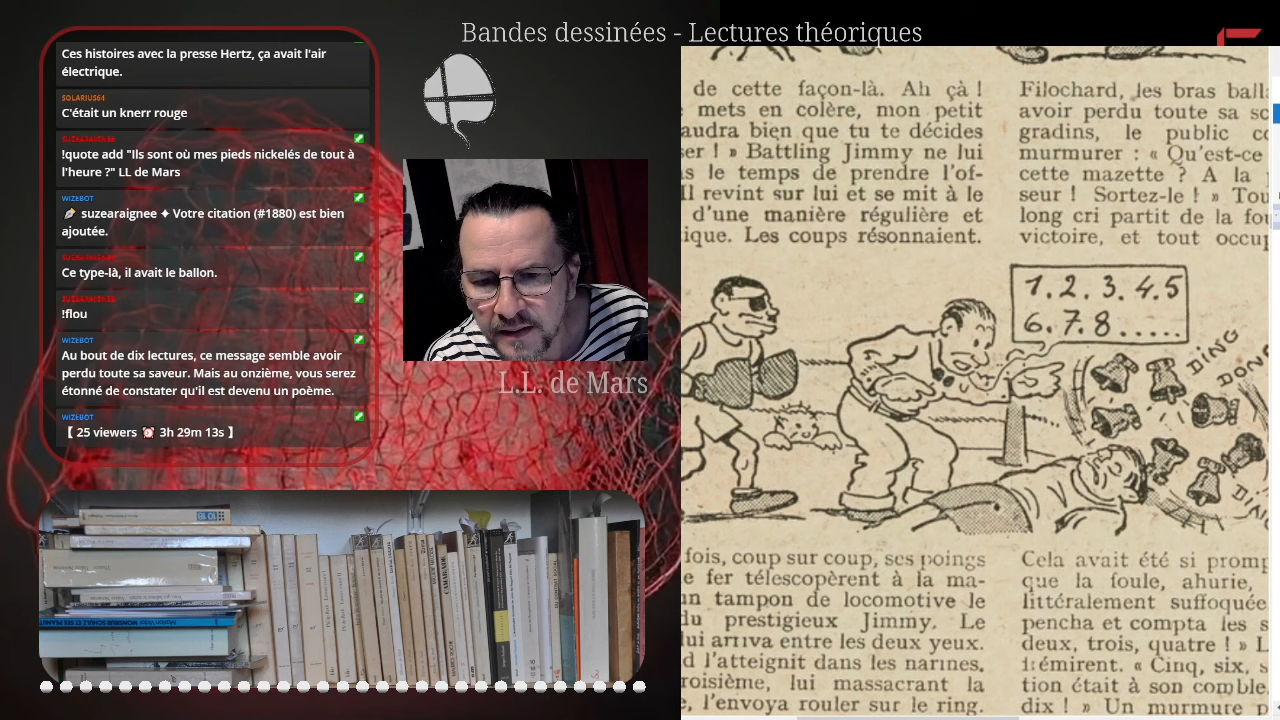 Bandes dessinées - Lectures théoriques
Ces histoires avec la presse Hertz, ça avait l'air
électrique.
SOLARIUS64
C'était un knerr rouge
!quote add "Ils sont où mes pieds nickelés de tout à
l'heure ?" LL de Mars
WIZEBOT
suzearaignee ✦ Votre citation (#1880) est bien
ajoutée.
Ce type-là, il avait le ballon.
!flou
WIZEBOT
Au bout de dix lectures, ce message semble avoir
perdu toute sa saveur. Mais au onzième, vous serez
étonné de constater qu'il est devenu un poème.
WIZEBOT
【 25 viewers ⏰ 3h 29m 13s 】
L.L. de Mars
de cette façon-là. Ah çà !
mets en colère, mon petit
audra bien que tu te décides
ser ! » Battling Jimmy ne lui
s le temps de prendre l'of-
Il revint sur lui et se mit à le
d'une manière régulière et
ique. Les coups résonnaient.
Filochard, les bras ball
avoir perdu toute sa sc
gradins, le public co
murmurer : « Qu'est-ce
cette mazette ? A la
seur ! Sortez-le ! » Tou
long cri partit de la fou
victoire, et tout occup
1.2.3.4.5
6.7.8.....
DING
DONG
fois, coup sur coup, ses poings
e fer télescopèrent à la ma-
un tampon de locomotive le
du prestigieux Jimmy. Le
lui arriva entre les deux yeux.
d l'atteignit dans les narines,
roisième, lui massacrant la
e, l'envoya rouler sur le ring.
Cela avait été si promp
que la foule, ahurie,
littéralement suffoquée
pencha et compta les s
deux, trois, quatre ! » L
frémirent. « Cinq, six, s
tion était à son comble.
dix ! » Un murmure p